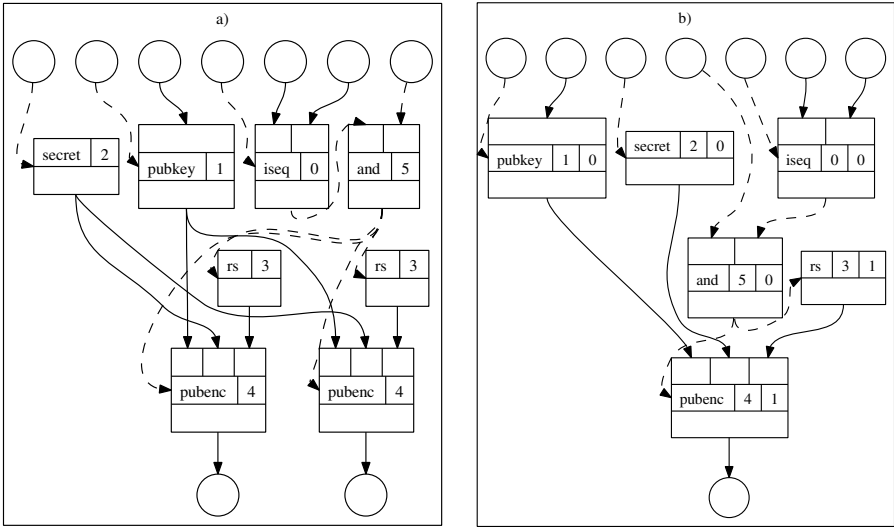 a)
secret 2
pubkey 1
iseq 0
and 5
rs 3
rs 3
pubenc 4
pubenc 4
b)
pubkey 1 0
secret 2 0
iseq 0 0
and 5 0
rs 3 1
pubenc 4 1